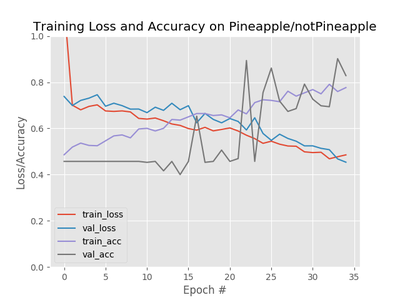 Training Loss and Accuracy on Pineapple/notPineapple
1.0
0.8
0.6
0.4
0.2
0.0
Loss/Accuracy
train_loss
val_loss
train_acc
val_acc
0 5 10 15 20 25 30 35
Epoch #